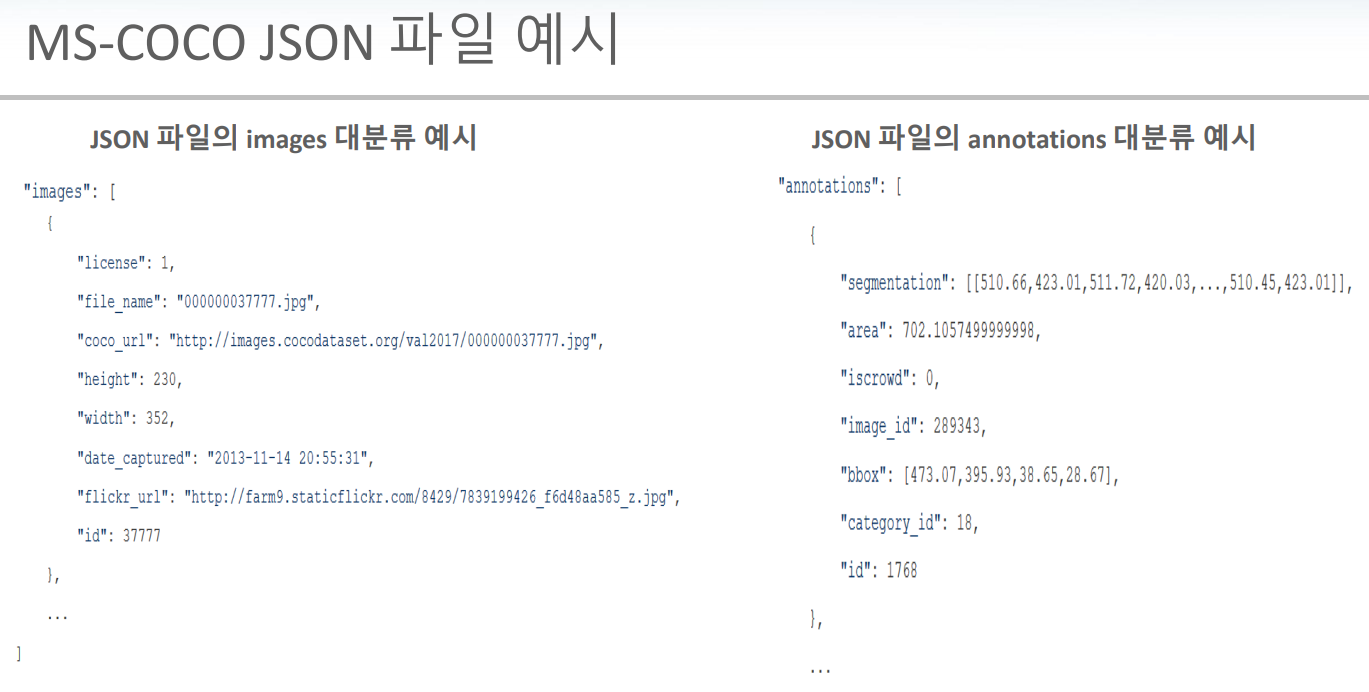 MS-COCO JSON 파일 예시
JSON 파일의 images 대분류 예시
"images": [
{
"license": 1,
"file_name": "000000037777.jpg",
"coco_url": "http://images.cocodataset.org/val2017/000000037777.jpg",
"height": 230,
"width": 352,
"date_captured": "2013-11-14 20:55:31",
"flickr_url": "http://farm9.staticflickr.com/8429/7839199426_f6d48aa585_z.jpg",
"id": 37777
},
...
]
JSON 파일의 annotations 대분류 예시
"annotations": [
{
"segmentation": [[510.66,423.01,511.72,420.03,...,510.45,423.01]],
"area": 702.1057499999998,
"iscrowd": 0,
"image_id": 289343,
"bbox": [473.07,395.93,38.65,28.67],
"category_id": 18,
"id": 1768
},
...